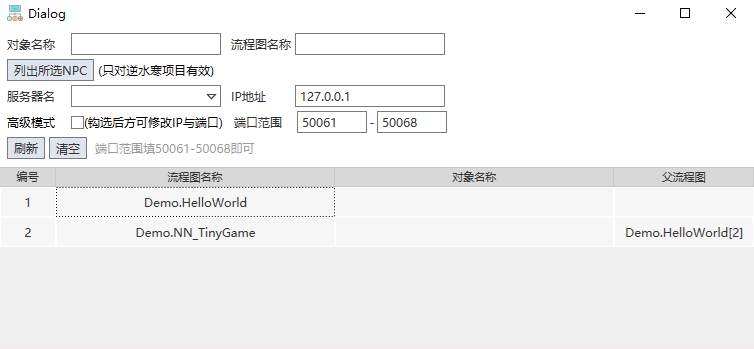 Dialog
对象名称 流程图名称
列出所选NPC (只对逆水寒项目有效)
服务器名 IP地址 127.0.0.1
高级模式 (钩选后方可修改IP与端口) 端口范围 50061 - 50068
刷新 清空 端口范围填50061-50068即可
编号 流程图名称 对象名称 父流程图
1 Demo.HelloWorld
2 Demo.NN_TinyGame Demo.HelloWorld[2]